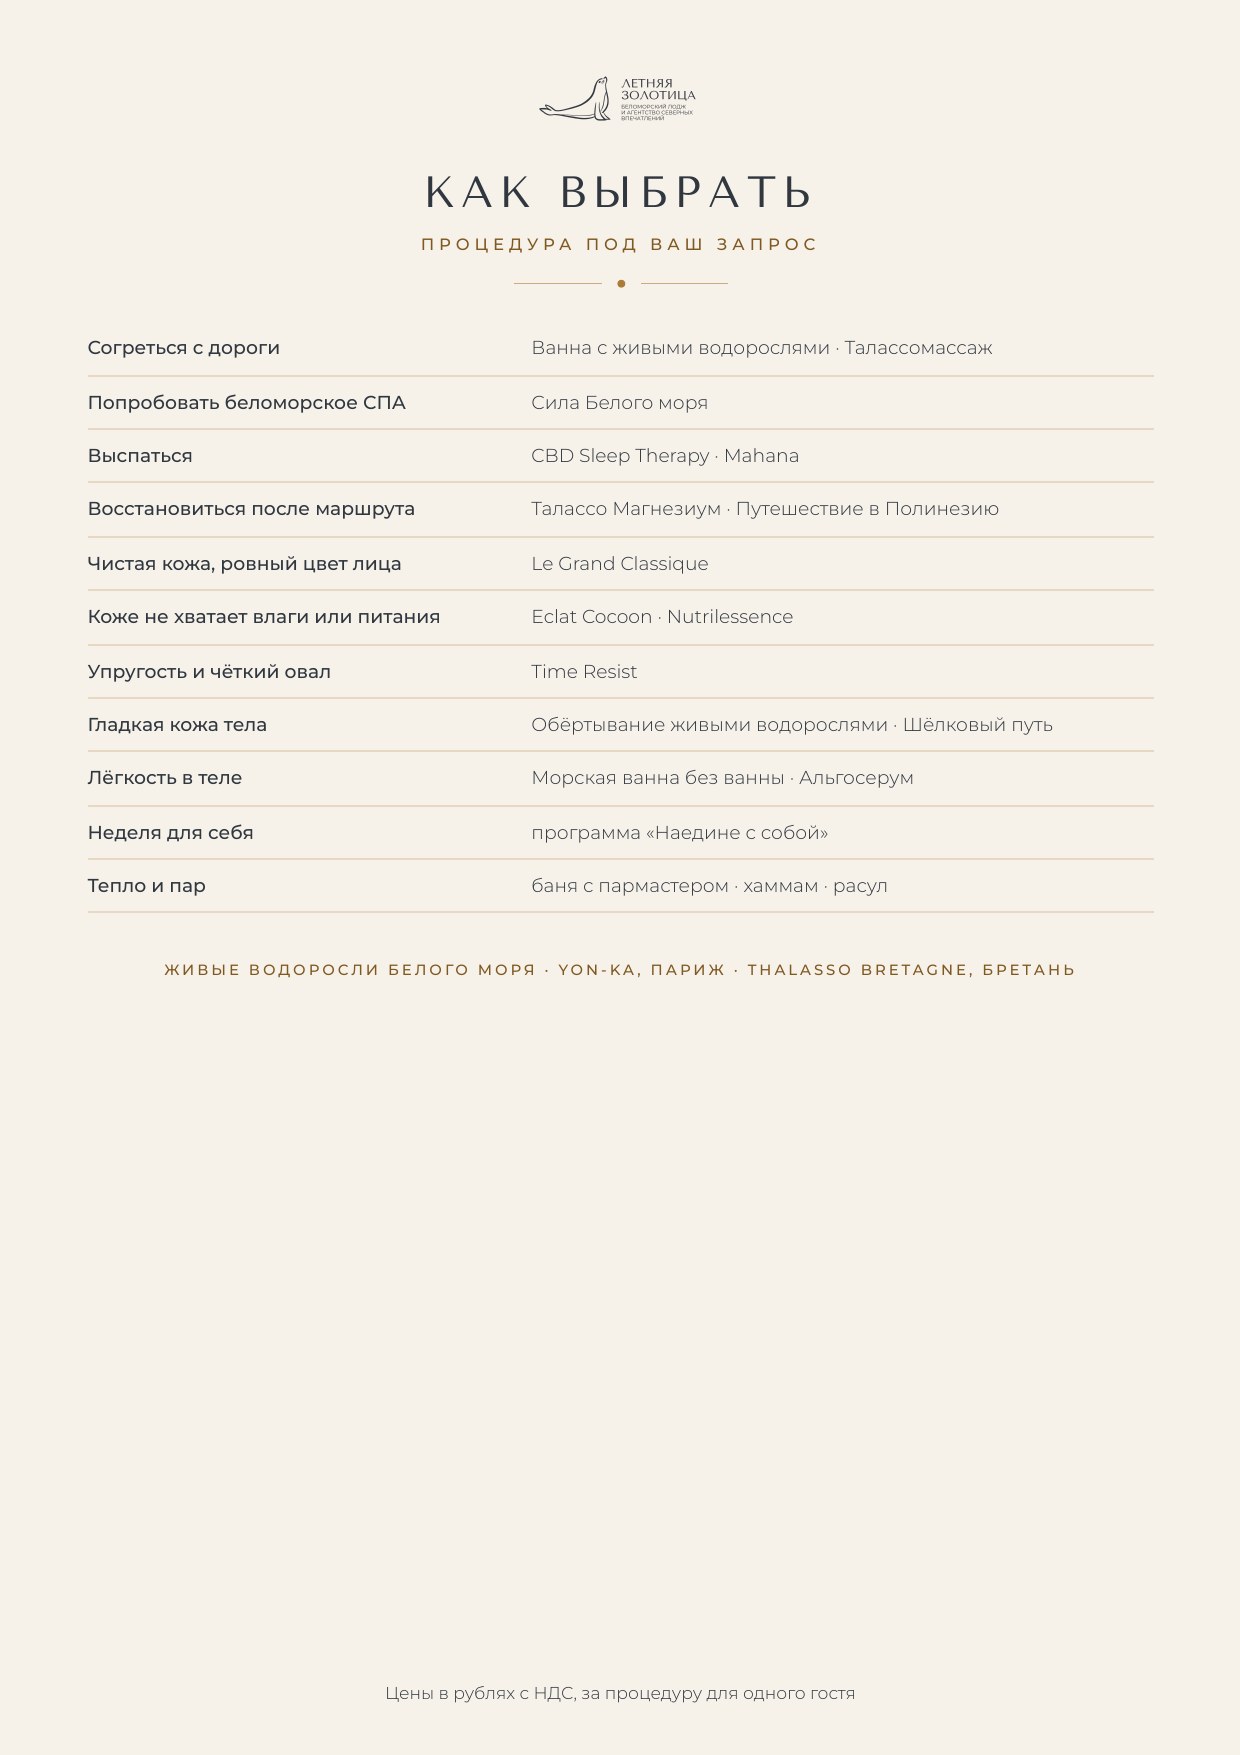 ЛЕТНЯЯ
ЗОЛОТИЦА
БЕЛОМОРСКИЙ ЛОДЖ
И АГЕНТСТВО СЕВЕРНЫХ
ВПЕЧАТЛЕНИЙ
КАК ВЫБРАТЬ
ПРОЦЕДУРА ПОД ВАШ ЗАПРОС
Согреться с дороги Ванна с живыми водорослями · Талассомассаж
Попробовать беломорское СПА Сила Белого моря
Выспаться CBD Sleep Therapy · Mahana
Восстановиться после маршрута Талассо Магнезиум · Путешествие в Полинезию
Чистая кожа, ровный цвет лица Le Grand Classique
Коже не хватает влаги или питания Eclat Cocoon · Nutrilessence
Упругость и чёткий овал Time Resist
Гладкая кожа тела Обёртывание живыми водорослями · Шёлковый путь
Лёгкость в теле Морская ванна без ванны · Альгосерум
Неделя для себя программа «Наедине с собой»
Тепло и пар баня с пармастером · хаммам · расул
ЖИВЫЕ ВОДОРОСЛИ БЕЛОГО МОРЯ · YON-KA, ПАРИЖ · THALASSO BRETAGNE, БРЕТАНЬ
Цены в рублях с НДС, за процедуру для одного гостя